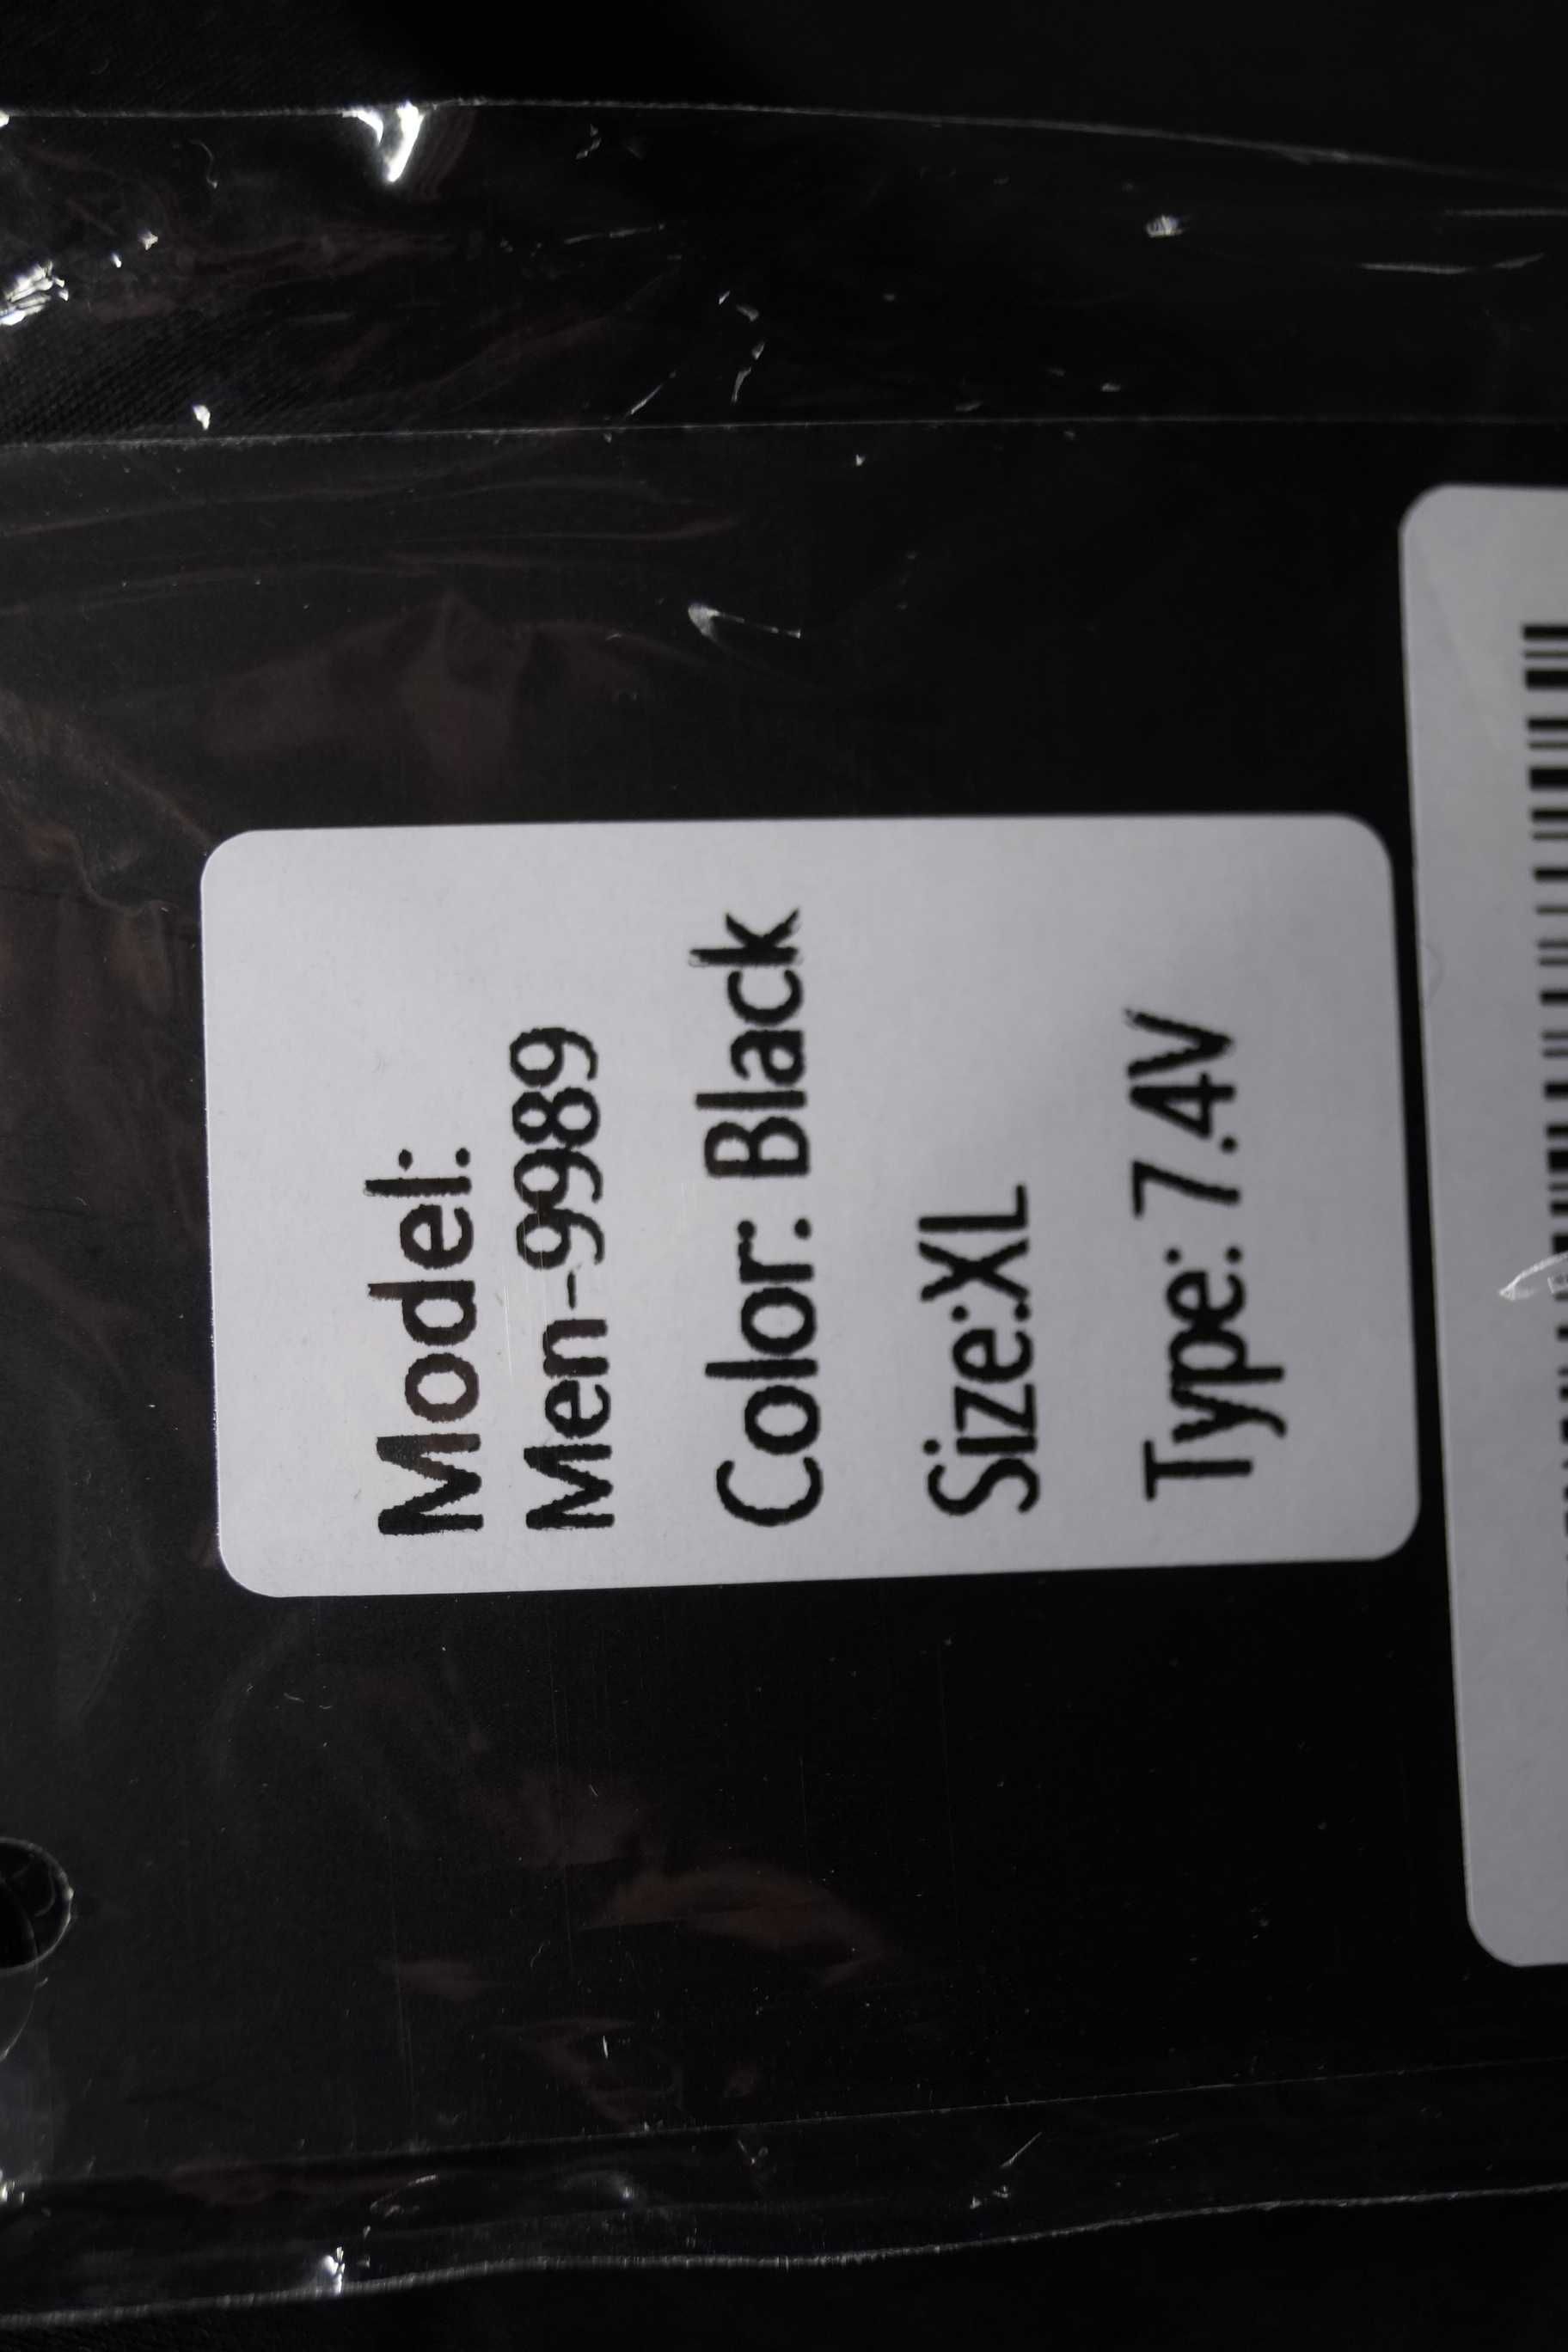 Model:
Men-9989
Color: Black
Size:XL
Type: 7.4V